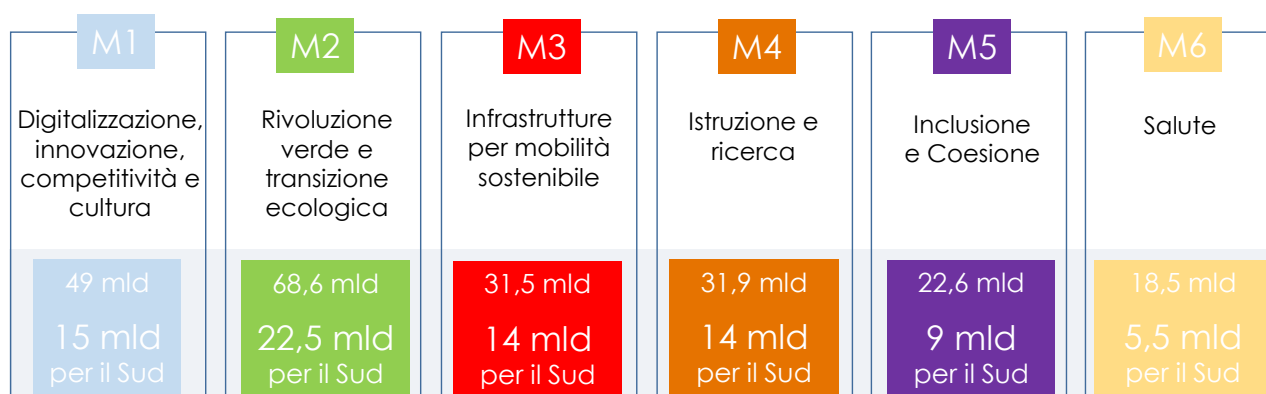 M1
Digitalizzazione,
innovazione,
competitività e
cultura
49 mld
15 mld
per il Sud
M2
Rivoluzione
verde e
transizione
ecologica
68,6 mld
22,5 mld
per il Sud
M3
Infrastrutture
per mobilità
sostenibile
31,5 mld
14 mld
per il Sud
M4
Istruzione e
ricerca
31,9 mld
14 mld
per il Sud
M5
Inclusione
e Coesione
22,6 mld
9 mld
per il Sud
M6
Salute
18,5 mld
5,5 mld
per il Sud